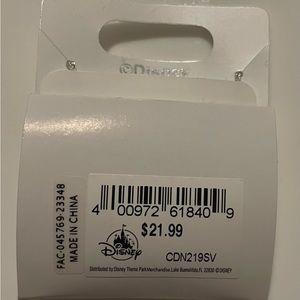 ©Disney
FAC-045769-23348
MADE IN CHINA
4 00972 61840 9
$21.99
Disney
CDN219SV
Distributed by Disney Theme Park Merchandise, Lake Buena Vista, FL 32830 © DISNEY